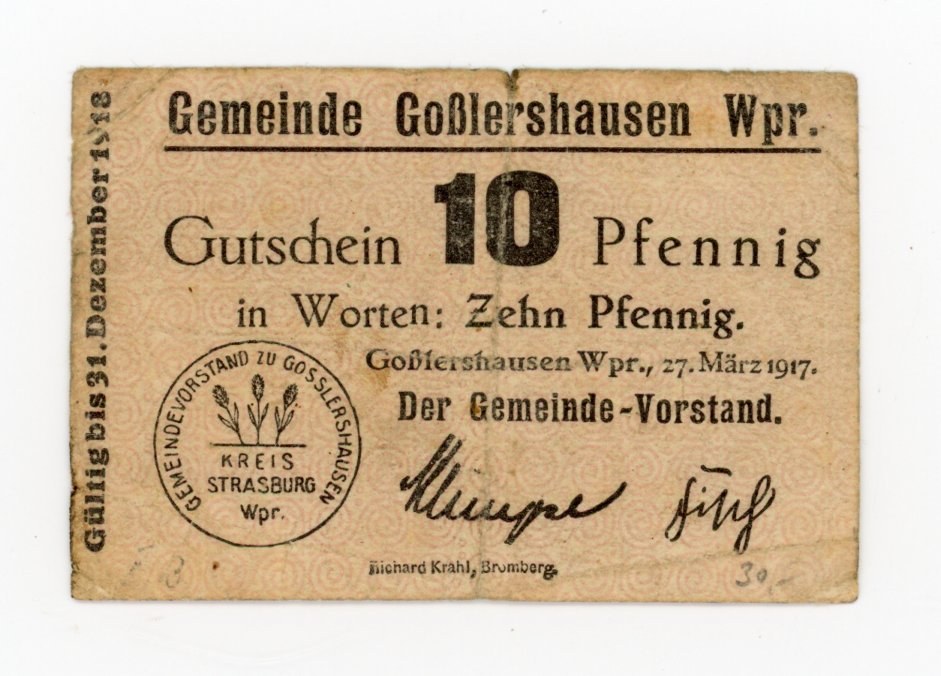 Gemeinde Goßlershausen Wpr.
Gutschein 10 Pfennig
in Worten: Zehn Pfennig.
Goßlershausen Wpr., 27. März 1917.
Der Gemeinde-Vorstand.
Gültig bis 31. Dezember 1918
GEMEINDEVORSTAND ZU GOSSLERSHAUSEN
KREIS
STRASBURG
Wpr.
Richard Krahl, Bromberg.
30,-